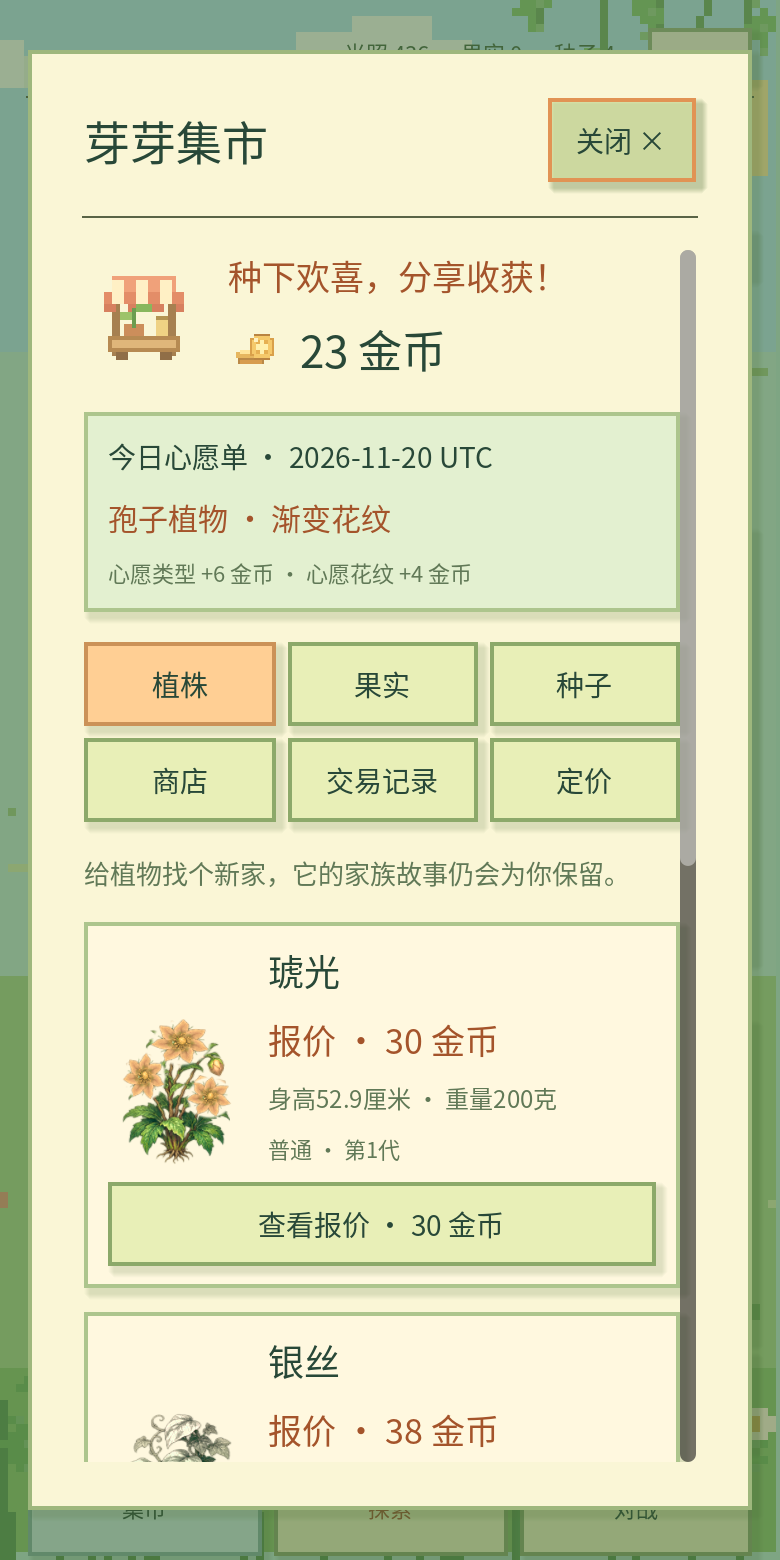 芽芽集市
关闭 ×
种下欢喜，分享收获！
23 金币
今日心愿单 · 2026-11-20 UTC
孢子植物 · 渐变花纹
心愿类型 +6 金币 · 心愿花纹 +4 金币
植株
果实
种子
商店
交易记录
定价
给植物找个新家，它的家族故事仍会为你保留。
琥光
报价 · 30 金币
身高52.9厘米 · 重量200克
普通 · 第1代
查看报价 · 30 金币
银丝
报价 · 38 金币
集市
探索
对战